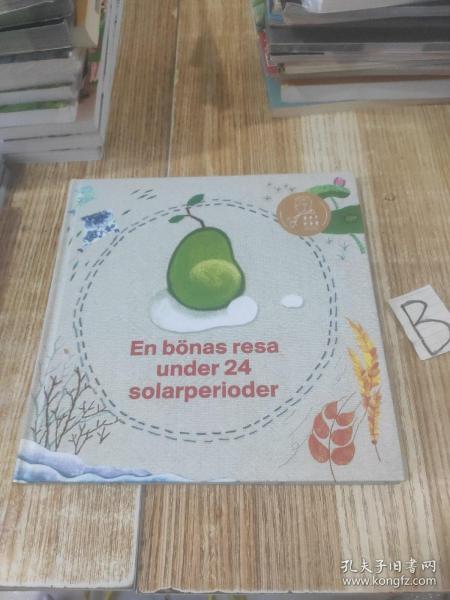 En bönas resa
under 24
solarperioder
B
孔夫子旧书网
www.kongfz.com